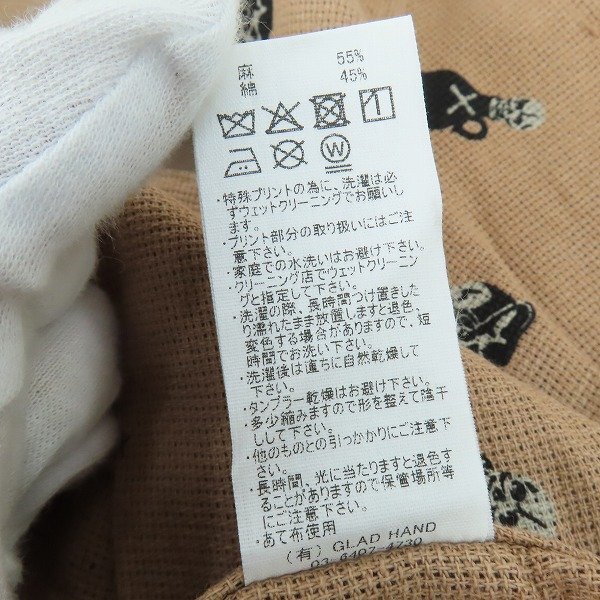 麻 55%
綿 45%
・特殊プリントの為に、洗濯は必
ずウェットクリーニングでお願いし
ます。
・プリント部分の取り扱いにはご注
意下さい。
・家庭での水洗いはお避け下さい。
・クリーニング店でウェットクリーニン
グと指定して下さい。
・洗濯の際、長時間つけ置きした
り濡れたまま放置しますと退色、
変色する場合がありますので、短
時間でお洗い下さい。
・洗濯後は直ちに自然乾燥して
下さい。
・タンブラー乾燥はお避け下さい。
・多少縮みますので形を整えて陰干
しして下さい。
・他のものとの引っかかりにご注意下
さい。
・長時間、光に当たりますと退色す
ることがありますので保管場所等
にご注意下さい。
・あて布使用
(有) GLAD HAND
03-6407-4730